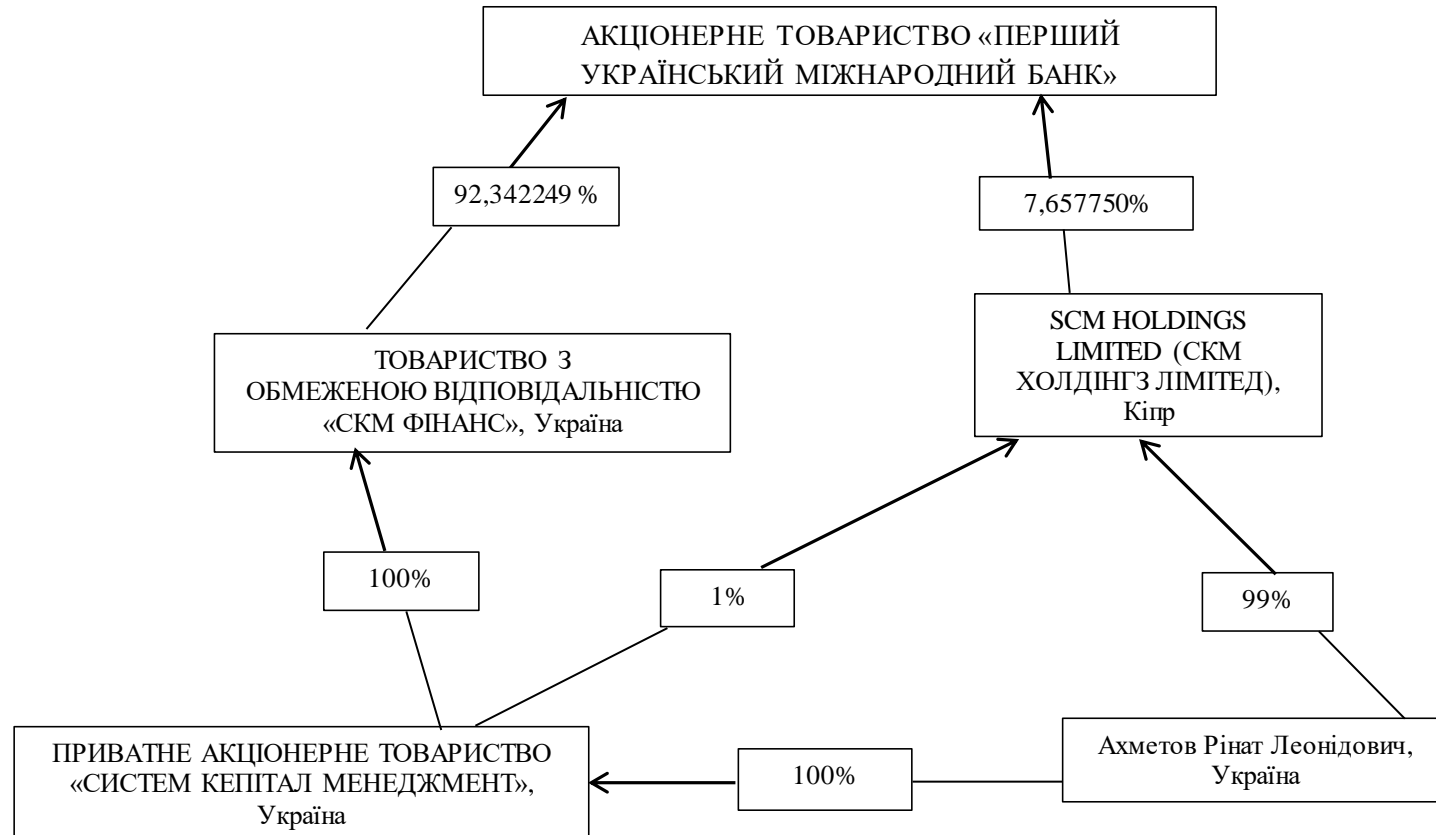 АКЦІОНЕРНЕ ТОВАРИСТВО «ПЕРШИЙ
УКРАЇНСЬКИЙ МІЖНАРОДНИЙ БАНК»
92,342249 %
7,657750%
ТОВАРИСТВО З
ОБМЕЖЕНОЮ ВІДПОВІДАЛЬНІСТЮ
«СКМ ФІНАНС», Україна
SCM HOLDINGS
LIMITED (СКМ
ХОЛДІНГЗ ЛІМІТЕД),
Кіпр
100%
1%
99%
ПРИВАТНЕ АКЦІОНЕРНЕ ТОВАРИСТВО
«СИСТЕМ КЕПІТАЛ МЕНЕДЖМЕНТ»,
Україна
100%
Ахметов Рінат Леонідович,
Україна